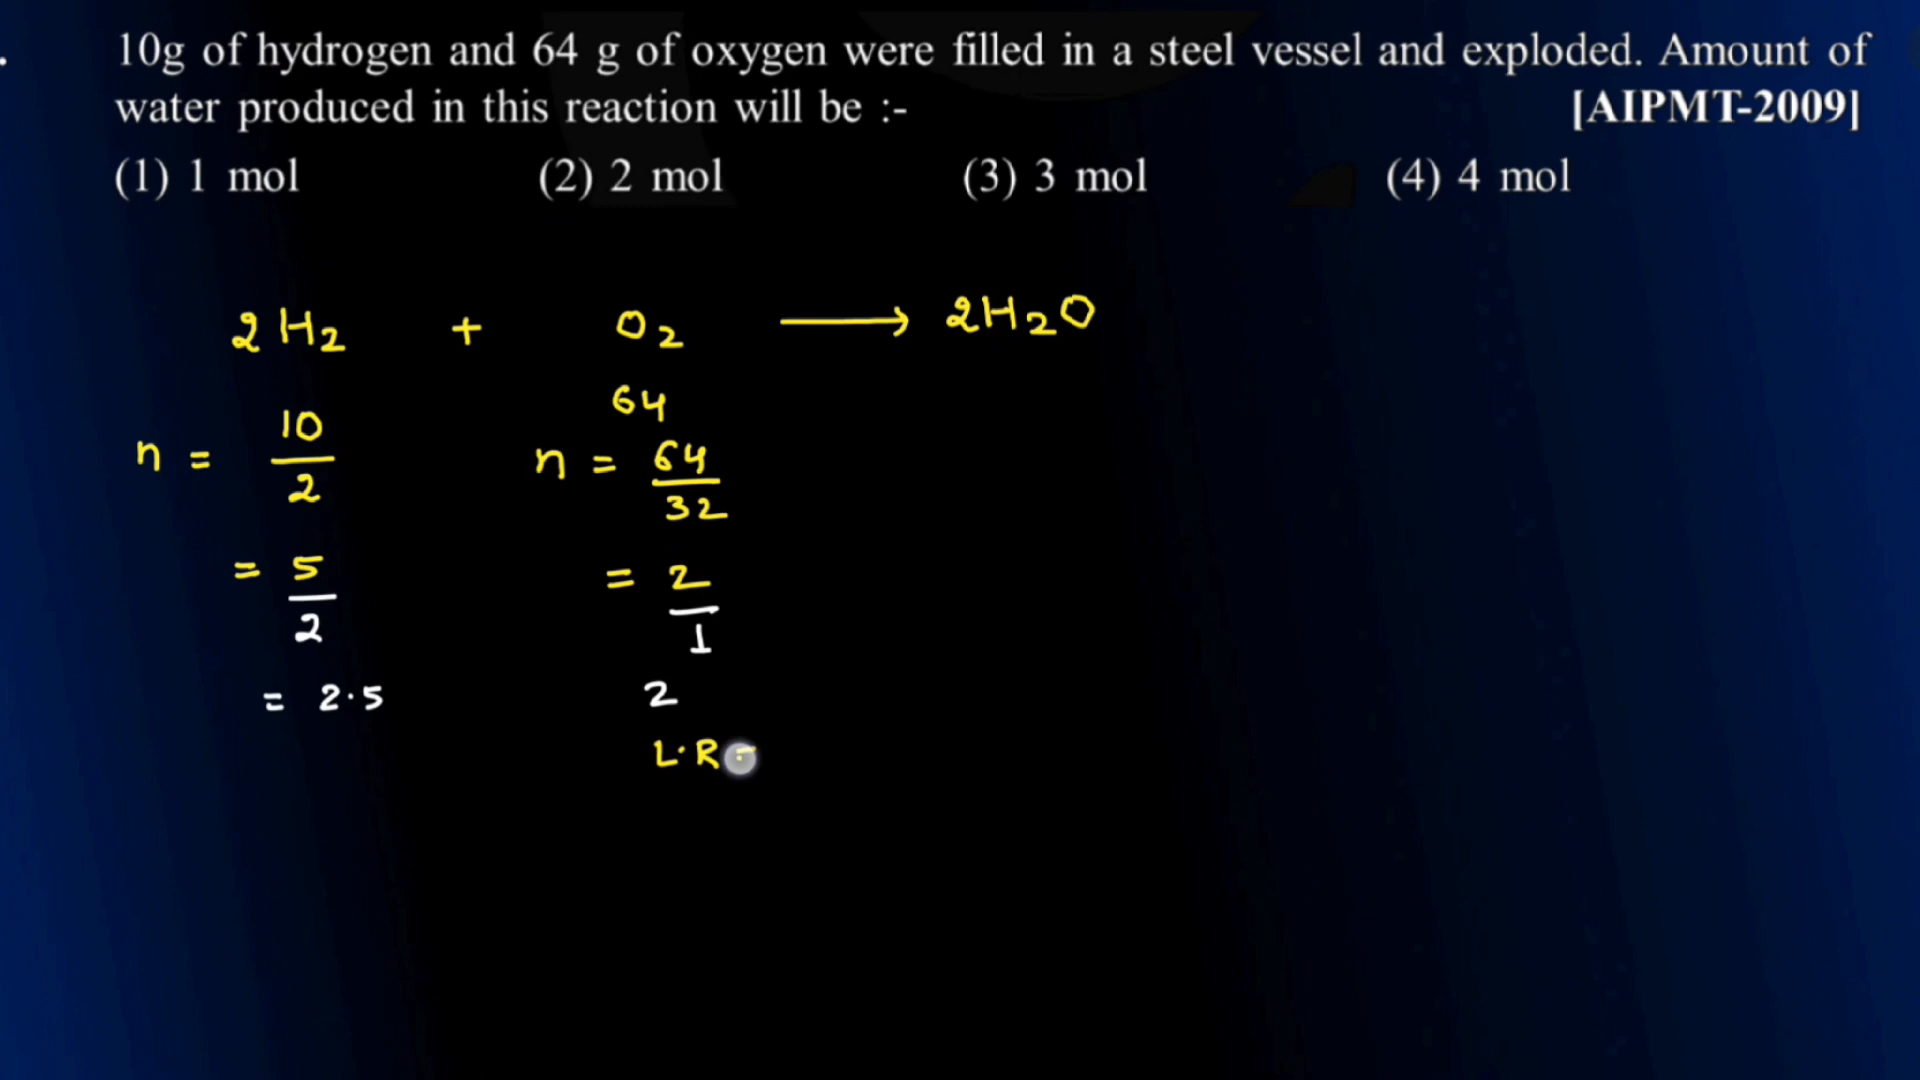 10g of hydrogen and 64 g of oxygen were filled in a steel vessel and exploded. Amount of
water produced in this reaction will be :- [AIPMT-2009]
(1) 1 mol (2) 2 mol (3) 3 mol (4) 4 mol
2H2 + O2 ⟶ 2H2O
64
n = 10/2 n = 64/32
= 5/2 = 2/1
= 2.5 2
L.R